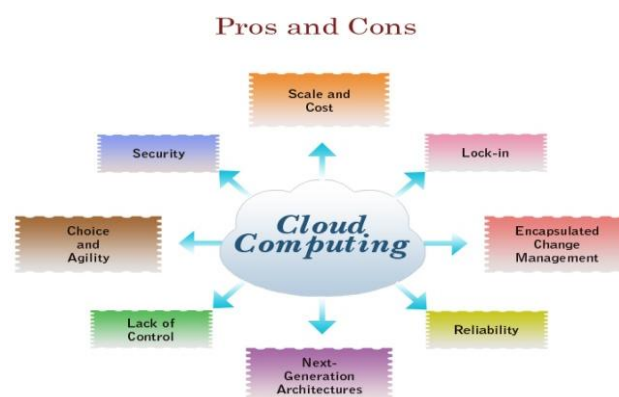 Pros and Cons
Scale and
Cost
Security
Lock-in
Cloud
Computing
Choice
and
Agility
Encapsulated
Change
Management
Lack of
Control
Reliability
Next-
Generation
Architectures